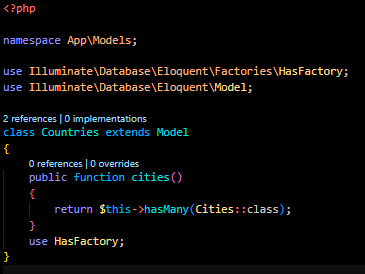 <?php
namespace App\Models;
use Illuminate\Database\Eloquent\Factories\HasFactory;
use Illuminate\Database\Eloquent\Model;
2 references | 0 implementations
class Countries extends Model
{
0 references | 0 overrides
public function cities()
{
return $this->hasMany(Cities::class);
}
use HasFactory;
}